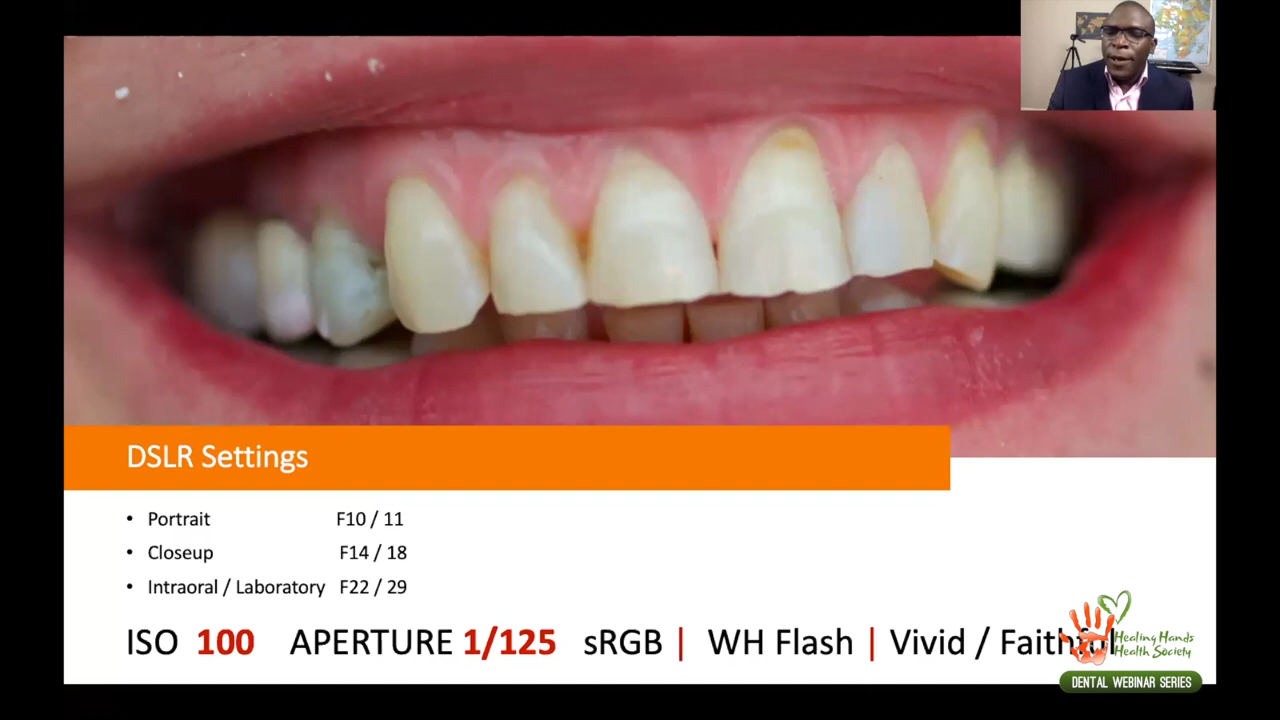 DSLR Settings
• Portrait F10 / 11
• Closeup F14 / 18
• Intraoral / Laboratory F22 / 29
ISO 100 APERTURE 1/125 sRGB | WH Flash | Vivid / Faithful
Healing Hands
Health Society
DENTAL WEBINAR SERIES